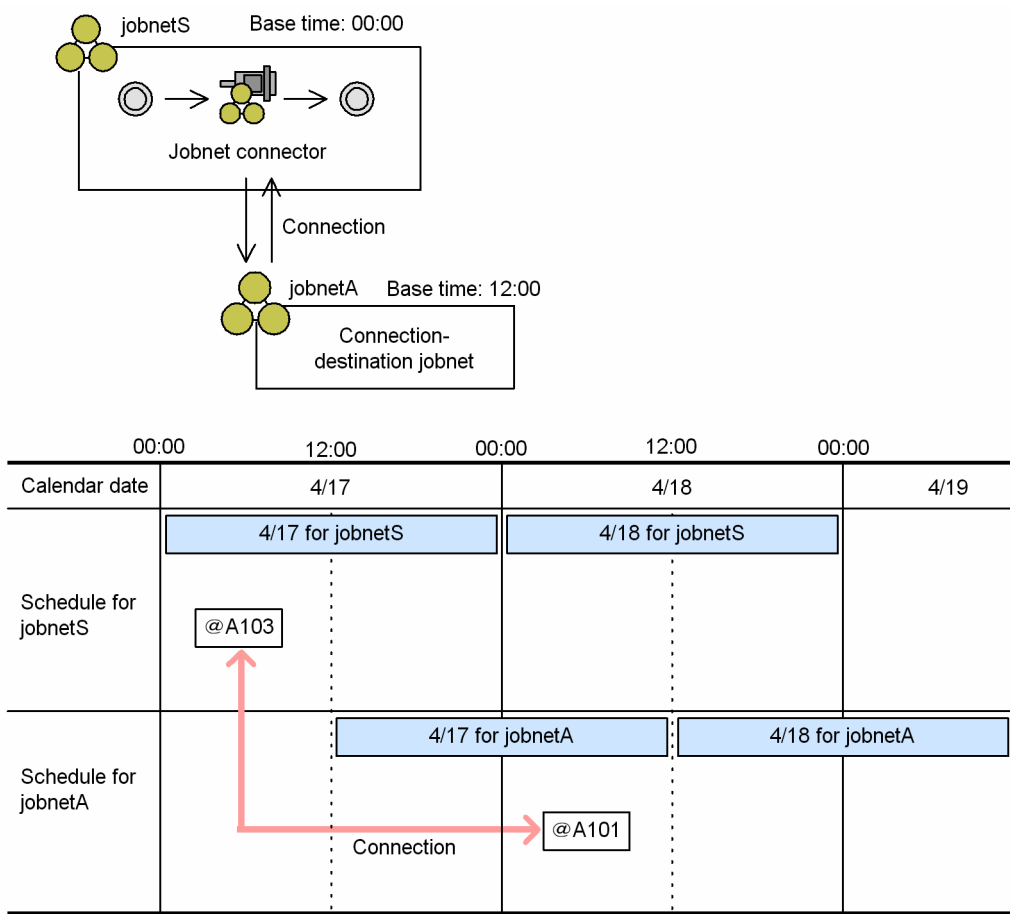 jobnetS
Base time: 00:00
Jobnet connector
Connection
jobnetA
Base time: 12:00
Connection-
destination jobnet
00:00
12:00
00:00
12:00
00:00
Calendar date
4/17
4/18
4/19
4/17 for jobnetS
4/18 for jobnetS
Schedule for
jobnetS
@A103
4/17 for jobnetA
4/18 for jobnetA
Schedule for
jobnetA
@A101
Connection